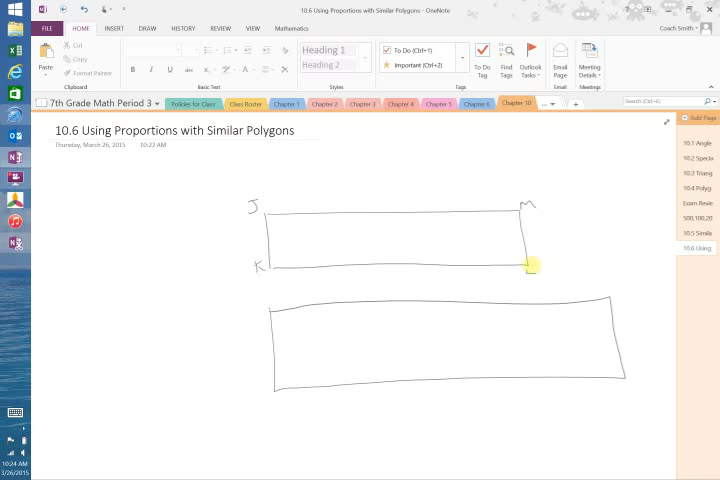 10.6 Using Proportions with Similar Polygons - OneNote
FILE HOME INSERT DRAW HISTORY REVIEW VIEW Mathematics
Coach Smith
Paste
Cut
Copy
Format Painter
Clipboard
B I U
Basic Text
Heading 1
Heading 2
Styles
To Do (Ctrl+1)
Important (Ctrl+2)
Tags
To Do Tag
Find Tags
Outlook Tasks
Email Page
Email
Meeting Details
Meetings
7th Grade Math Period 3
Policies for Class
Class Roster
Chapter 1
Chapter 2
Chapter 3
Chapter 4
Chapter 5
Chapter 6
Chapter 10
Search (Ctrl+E)
10.6 Using Proportions with Similar Polygons
Thursday, March 26, 2015 10:22 AM
J M
K L
Add Page
10.1 Angle
10.2 Specia
10.3 Triang
10.4 Polyg
Exam Revie
500,100,20
10.5 Simila
10.6 Using
10:24 AM
3/26/2015